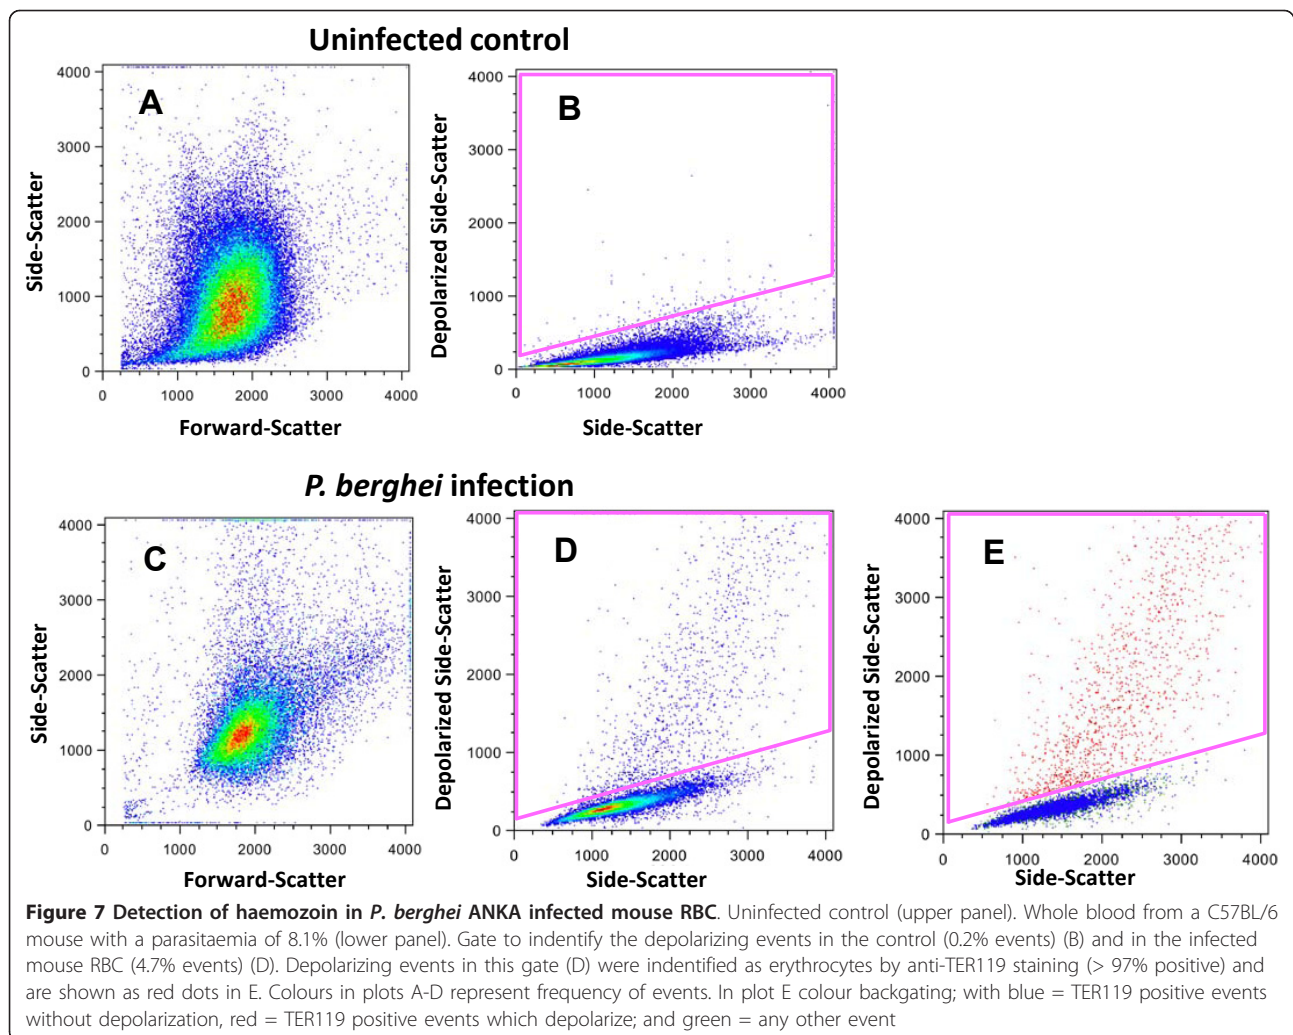 Uninfected control
A
4000
3000
2000
1000
0
0
1000
2000
3000
4000
Side-Scatter
Forward-Scatter
B
4000
3000
2000
1000
0
0
1000
2000
3000
4000
Depolarized Side-Scatter
Side-Scatter
P. berghei infection
C
4000
3000
2000
1000
0
0
1000
2000
3000
4000
Side-Scatter
Forward-Scatter
D
4000
3000
2000
1000
0
0
1000
2000
3000
4000
Depolarized Side-Scatter
Side-Scatter
E
4000
3000
2000
1000
0
0
1000
2000
3000
4000
Depolarized Side-Scatter
Side-Scatter
Figure 7 Detection of haemozoin in P. berghei ANKA infected mouse RBC. Uninfected control (upper panel). Whole blood from a C57BL/6
mouse with a parasitaemia of 8.1% (lower panel). Gate to indentify the depolarizing events in the control (0.2% events) (B) and in the infected
mouse RBC (4.7% events) (D). Depolarizing events in this gate (D) were indentified as erythrocytes by anti-TER119 staining (> 97% positive) and
are shown as red dots in E. Colours in plots A-D represent frequency of events. In plot E colour backgating; with blue = TER119 positive events
without depolarization, red = TER119 positive events which depolarize; and green = any other event